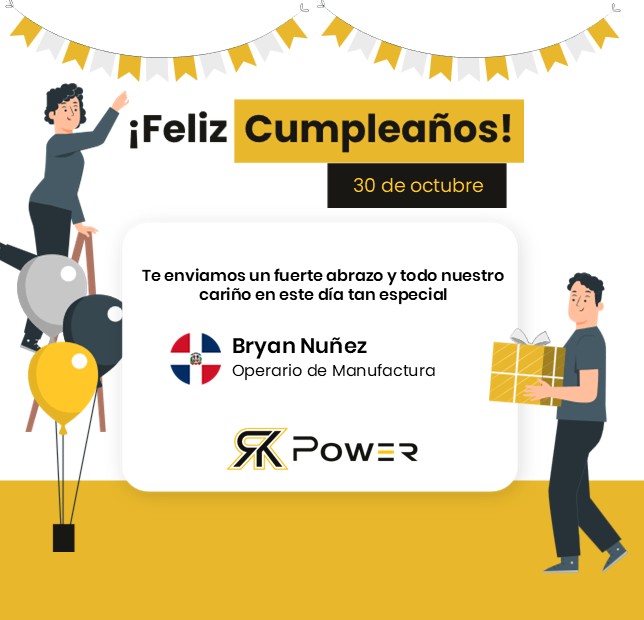 ¡Feliz Cumpleaños!
30 de octubre
Te enviamos un fuerte abrazo y todo nuestro
cariño en este día tan especial
Bryan Nuñez
Operario de Manufactura
RK Power